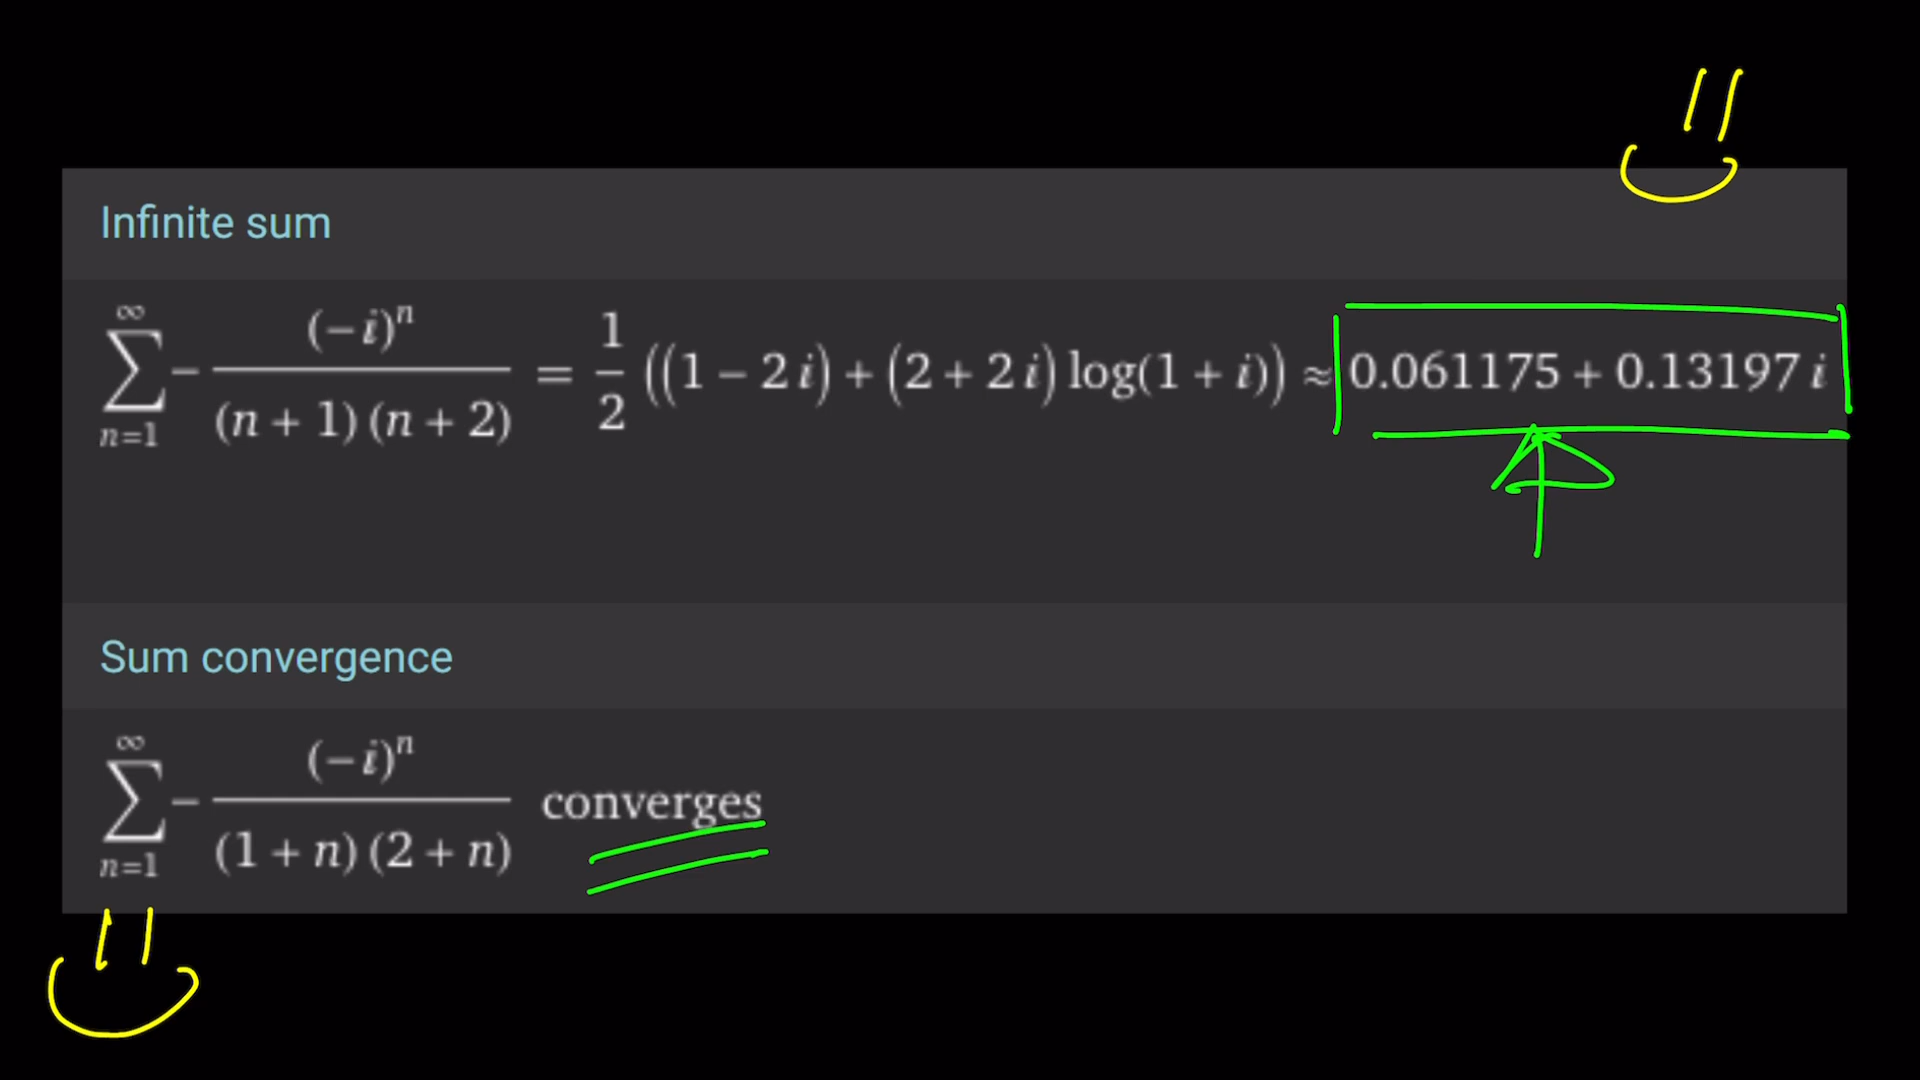 Infinite sum
∞
∑ - (-i)ⁿ / ((n + 1) (n + 2)) = 1/2 ((1 - 2 i) + (2 + 2 i) log(1 + i)) ≈ 0.061175 + 0.13197 i
n=1
Sum convergence
∞
∑ - (-i)ⁿ / ((1 + n) (2 + n)) converges
n=1